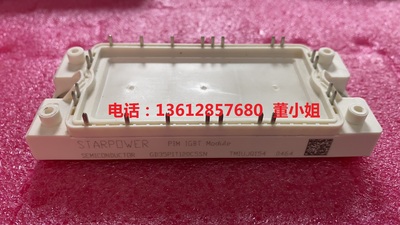 电话：13612857680 董小姐
STARPOWER PIM IGBT Module
SEMICONDUCTOR